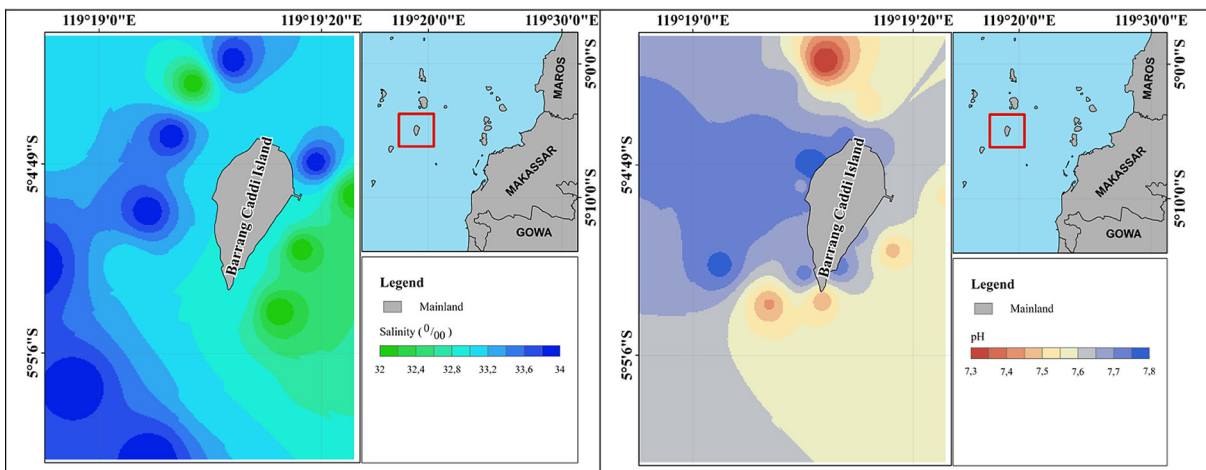 119°19'0"E
119°19'20"E
119°20'0"E
119°30'0"E
5°4'49"S
5°5'6"S
Barrang Caddi Island
5°0'0"S
5°10'0"S
MAROS
MAKASSAR
GOWA
Legend
Mainland
Salinity (0/00)
32 32,4 32,8 33,2 33,6 34
119°19'0"E
119°19'20"E
119°20'0"E
119°30'0"E
5°4'49"S
5°5'6"S
Barrang Caddi Island
5°0'0"S
5°10'0"S
MAROS
MAKASSAR
GOWA
Legend
Mainland
pH
7,3 7,4 7,5 7,6 7,7 7,8